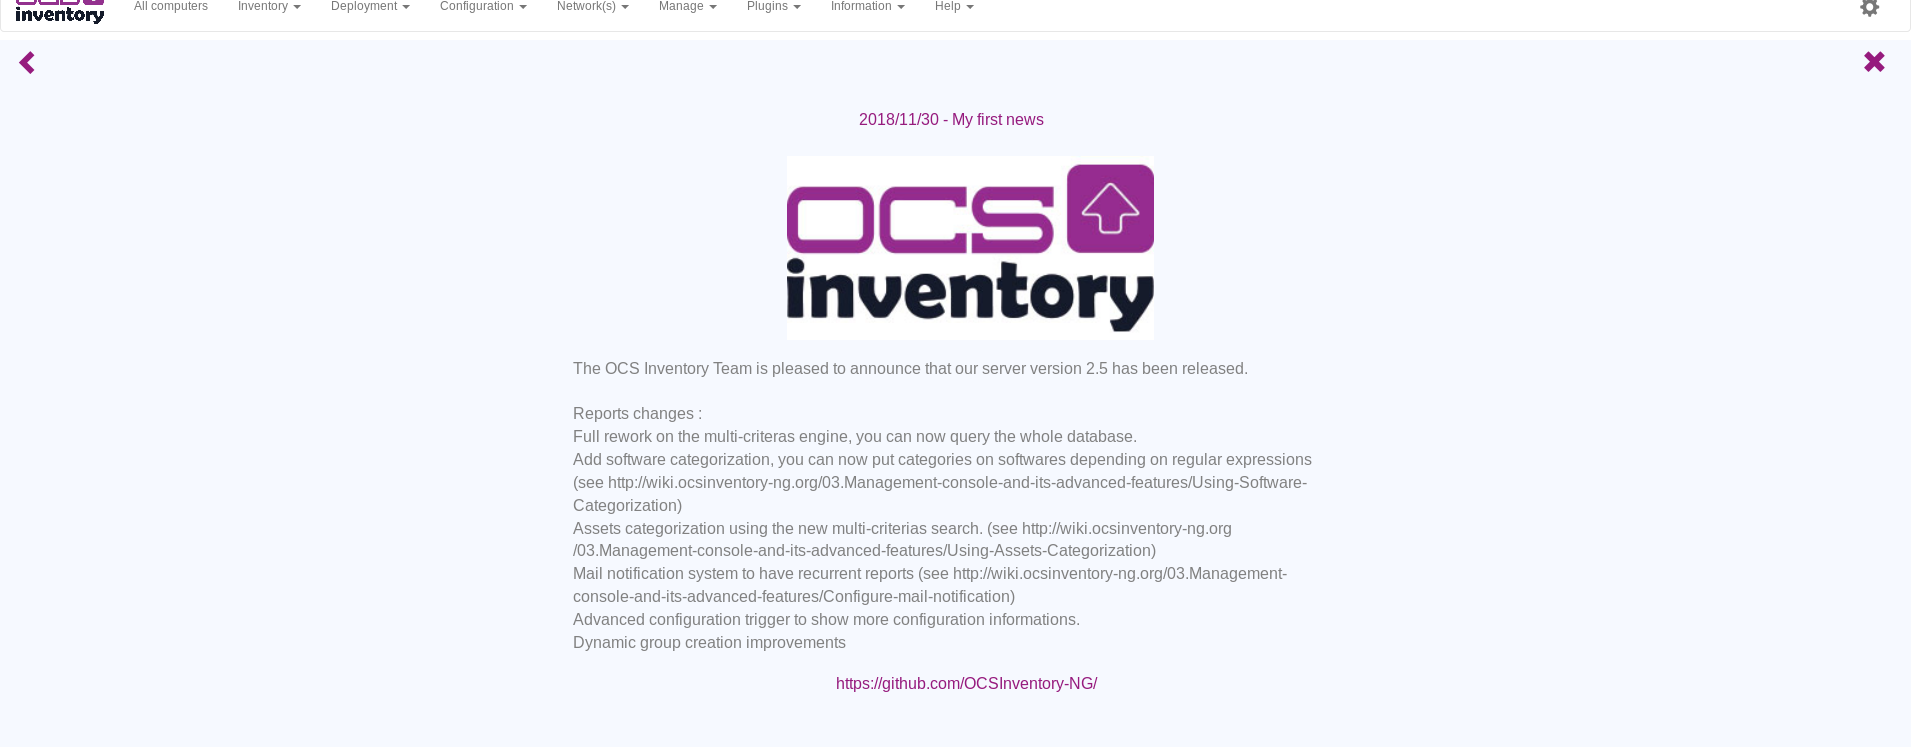 inventory
All computers Inventory Deployment Configuration Network(s) Manage Plugins Information Help
2018/11/30 - My first news
OCS
inventory
The OCS Inventory Team is pleased to announce that our server version 2.5 has been released.
Reports changes :
Full rework on the multi-criteras engine, you can now query the whole database.
Add software categorization, you can now put categories on softwares depending on regular expressions
(see http://wiki.ocsinventory-ng.org/03.Management-console-and-its-advanced-features/Using-Software-
Categorization)
Assets categorization using the new multi-criterias search. (see http://wiki.ocsinventory-ng.org
/03.Management-console-and-its-advanced-features/Using-Assets-Categorization)
Mail notification system to have recurrent reports (see http://wiki.ocsinventory-ng.org/03.Management-
console-and-its-advanced-features/Configure-mail-notification)
Advanced configuration trigger to show more configuration informations.
Dynamic group creation improvements
https://github.com/OCSInventory-NG/